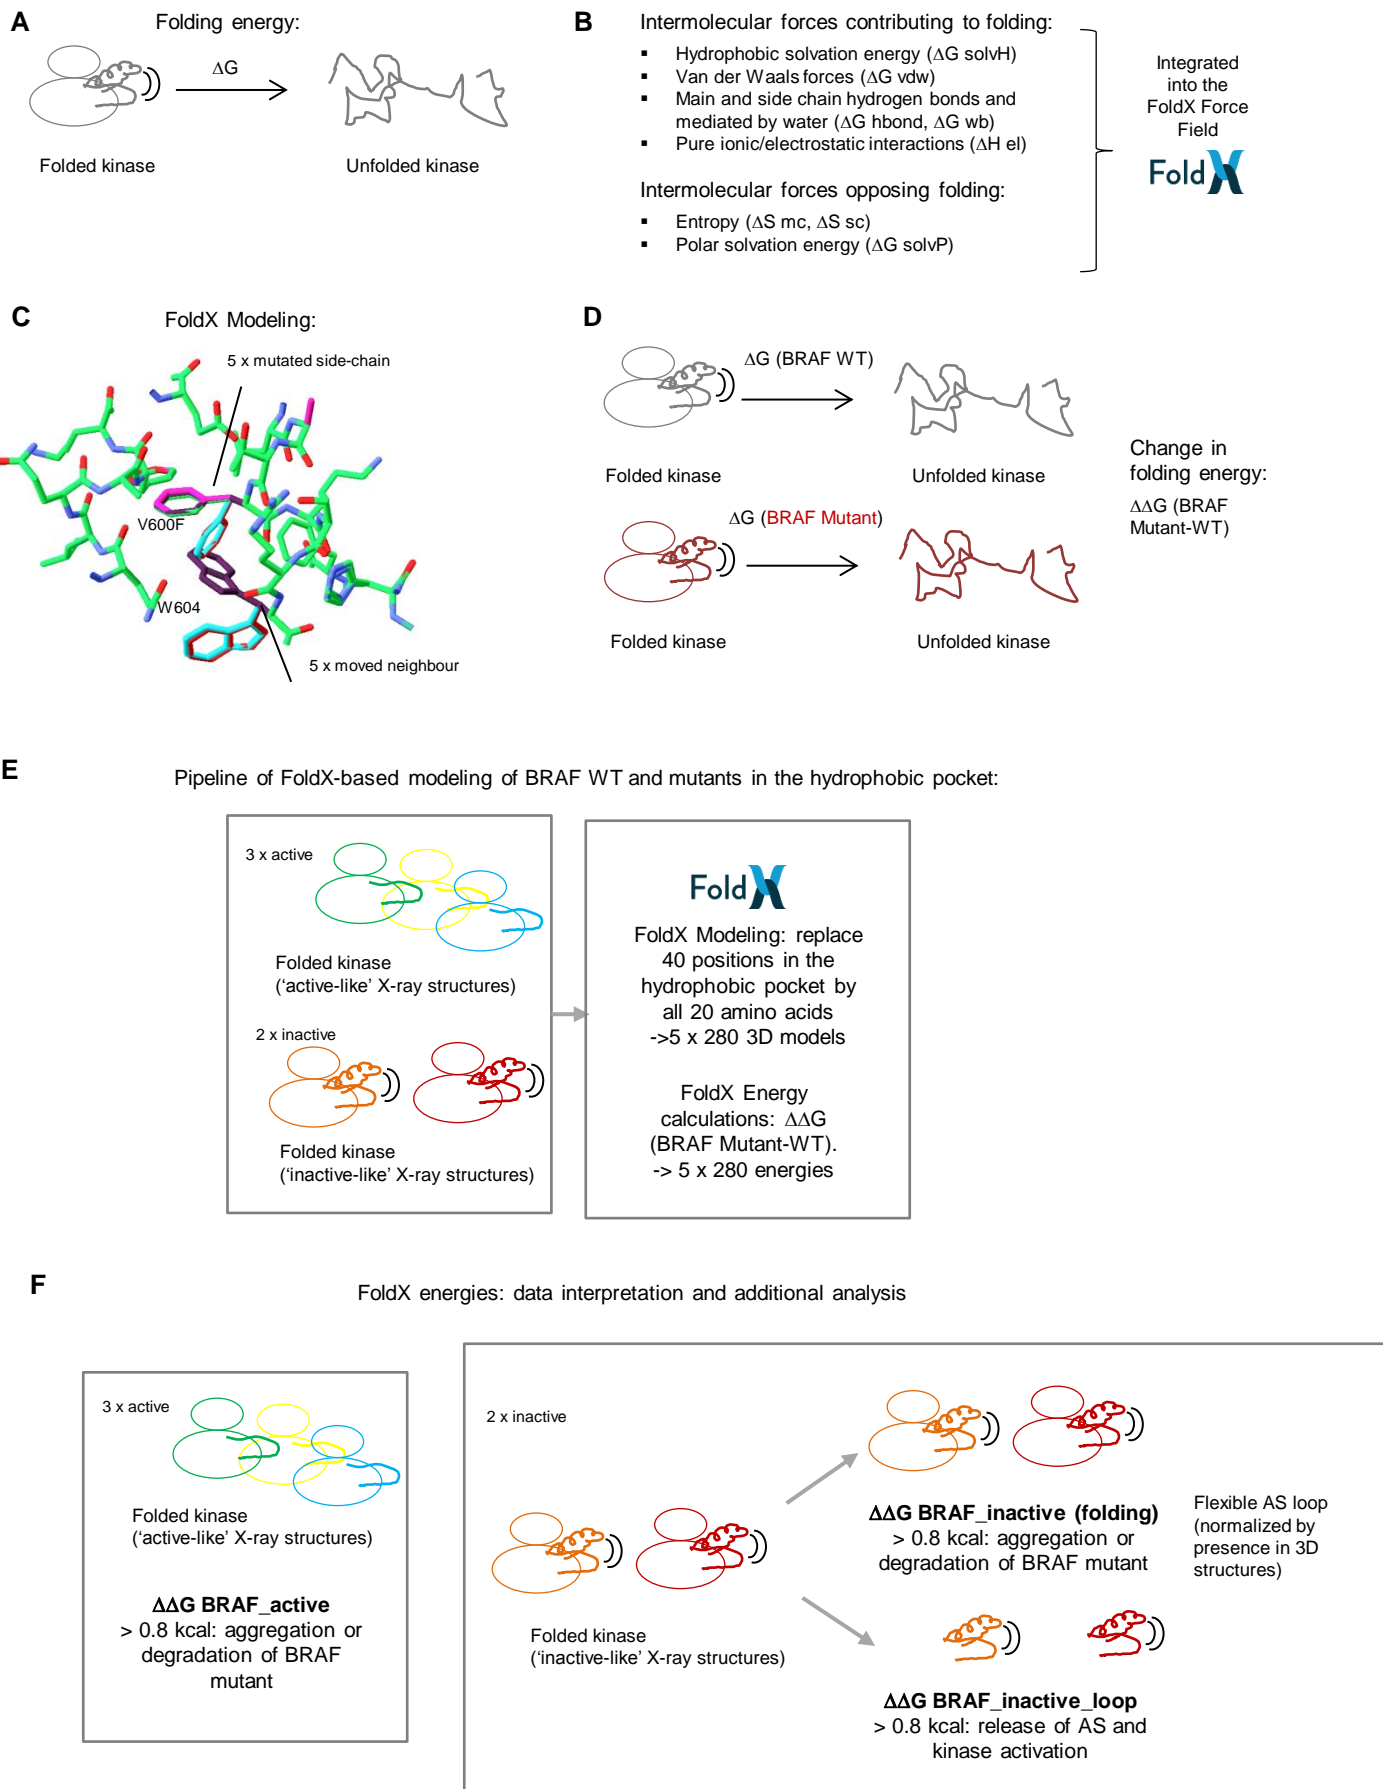 A
Folding energy:
ΔG
Folded kinase
Unfolded kinase
B
Intermolecular forces contributing to folding:
▪ Hydrophobic solvation energy (ΔG solvH)
▪ Van der Waals forces (ΔG vdw)
▪ Main and side chain hydrogen bonds and
mediated by water (ΔG hbond, ΔG wb)
▪ Pure ionic/electrostatic interactions (ΔH el)
Intermolecular forces opposing folding:
▪ Entropy (ΔS mc, ΔS sc)
▪ Polar solvation energy (ΔG solvP)
Integrated
into the
FoldX Force
Field
FoldX
C
FoldX Modeling:
5 x mutated side-chain
V600F
W604
5 x moved neighbour
D
ΔG (BRAF WT)
Folded kinase
Unfolded kinase
ΔG (BRAF Mutant)
Folded kinase
Unfolded kinase
Change in
folding energy:
ΔΔG (BRAF
Mutant-WT)
E
Pipeline of FoldX-based modeling of BRAF WT and mutants in the hydrophobic pocket:
3 x active
Folded kinase
(‘active-like’ X-ray structures)
2 x inactive
Folded kinase
(‘inactive-like’ X-ray structures)
FoldX
FoldX Modeling: replace
40 positions in the
hydrophobic pocket by
all 20 amino acids
->5 x 280 3D models
FoldX Energy
calculations: ΔΔG
(BRAF Mutant-WT).
-> 5 x 280 energies
F
FoldX energies: data interpretation and additional analysis
3 x active
Folded kinase
(‘active-like’ X-ray structures)
ΔΔG BRAF_active
> 0.8 kcal: aggregation or
degradation of BRAF
mutant
2 x inactive
Folded kinase
(‘inactive-like’ X-ray structures)
ΔΔG BRAF_inactive (folding)
> 0.8 kcal: aggregation or
degradation of BRAF mutant
Flexible AS loop
(normalized by
presence in 3D
structures)
ΔΔG BRAF_inactive_loop
> 0.8 kcal: release of AS and
kinase activation